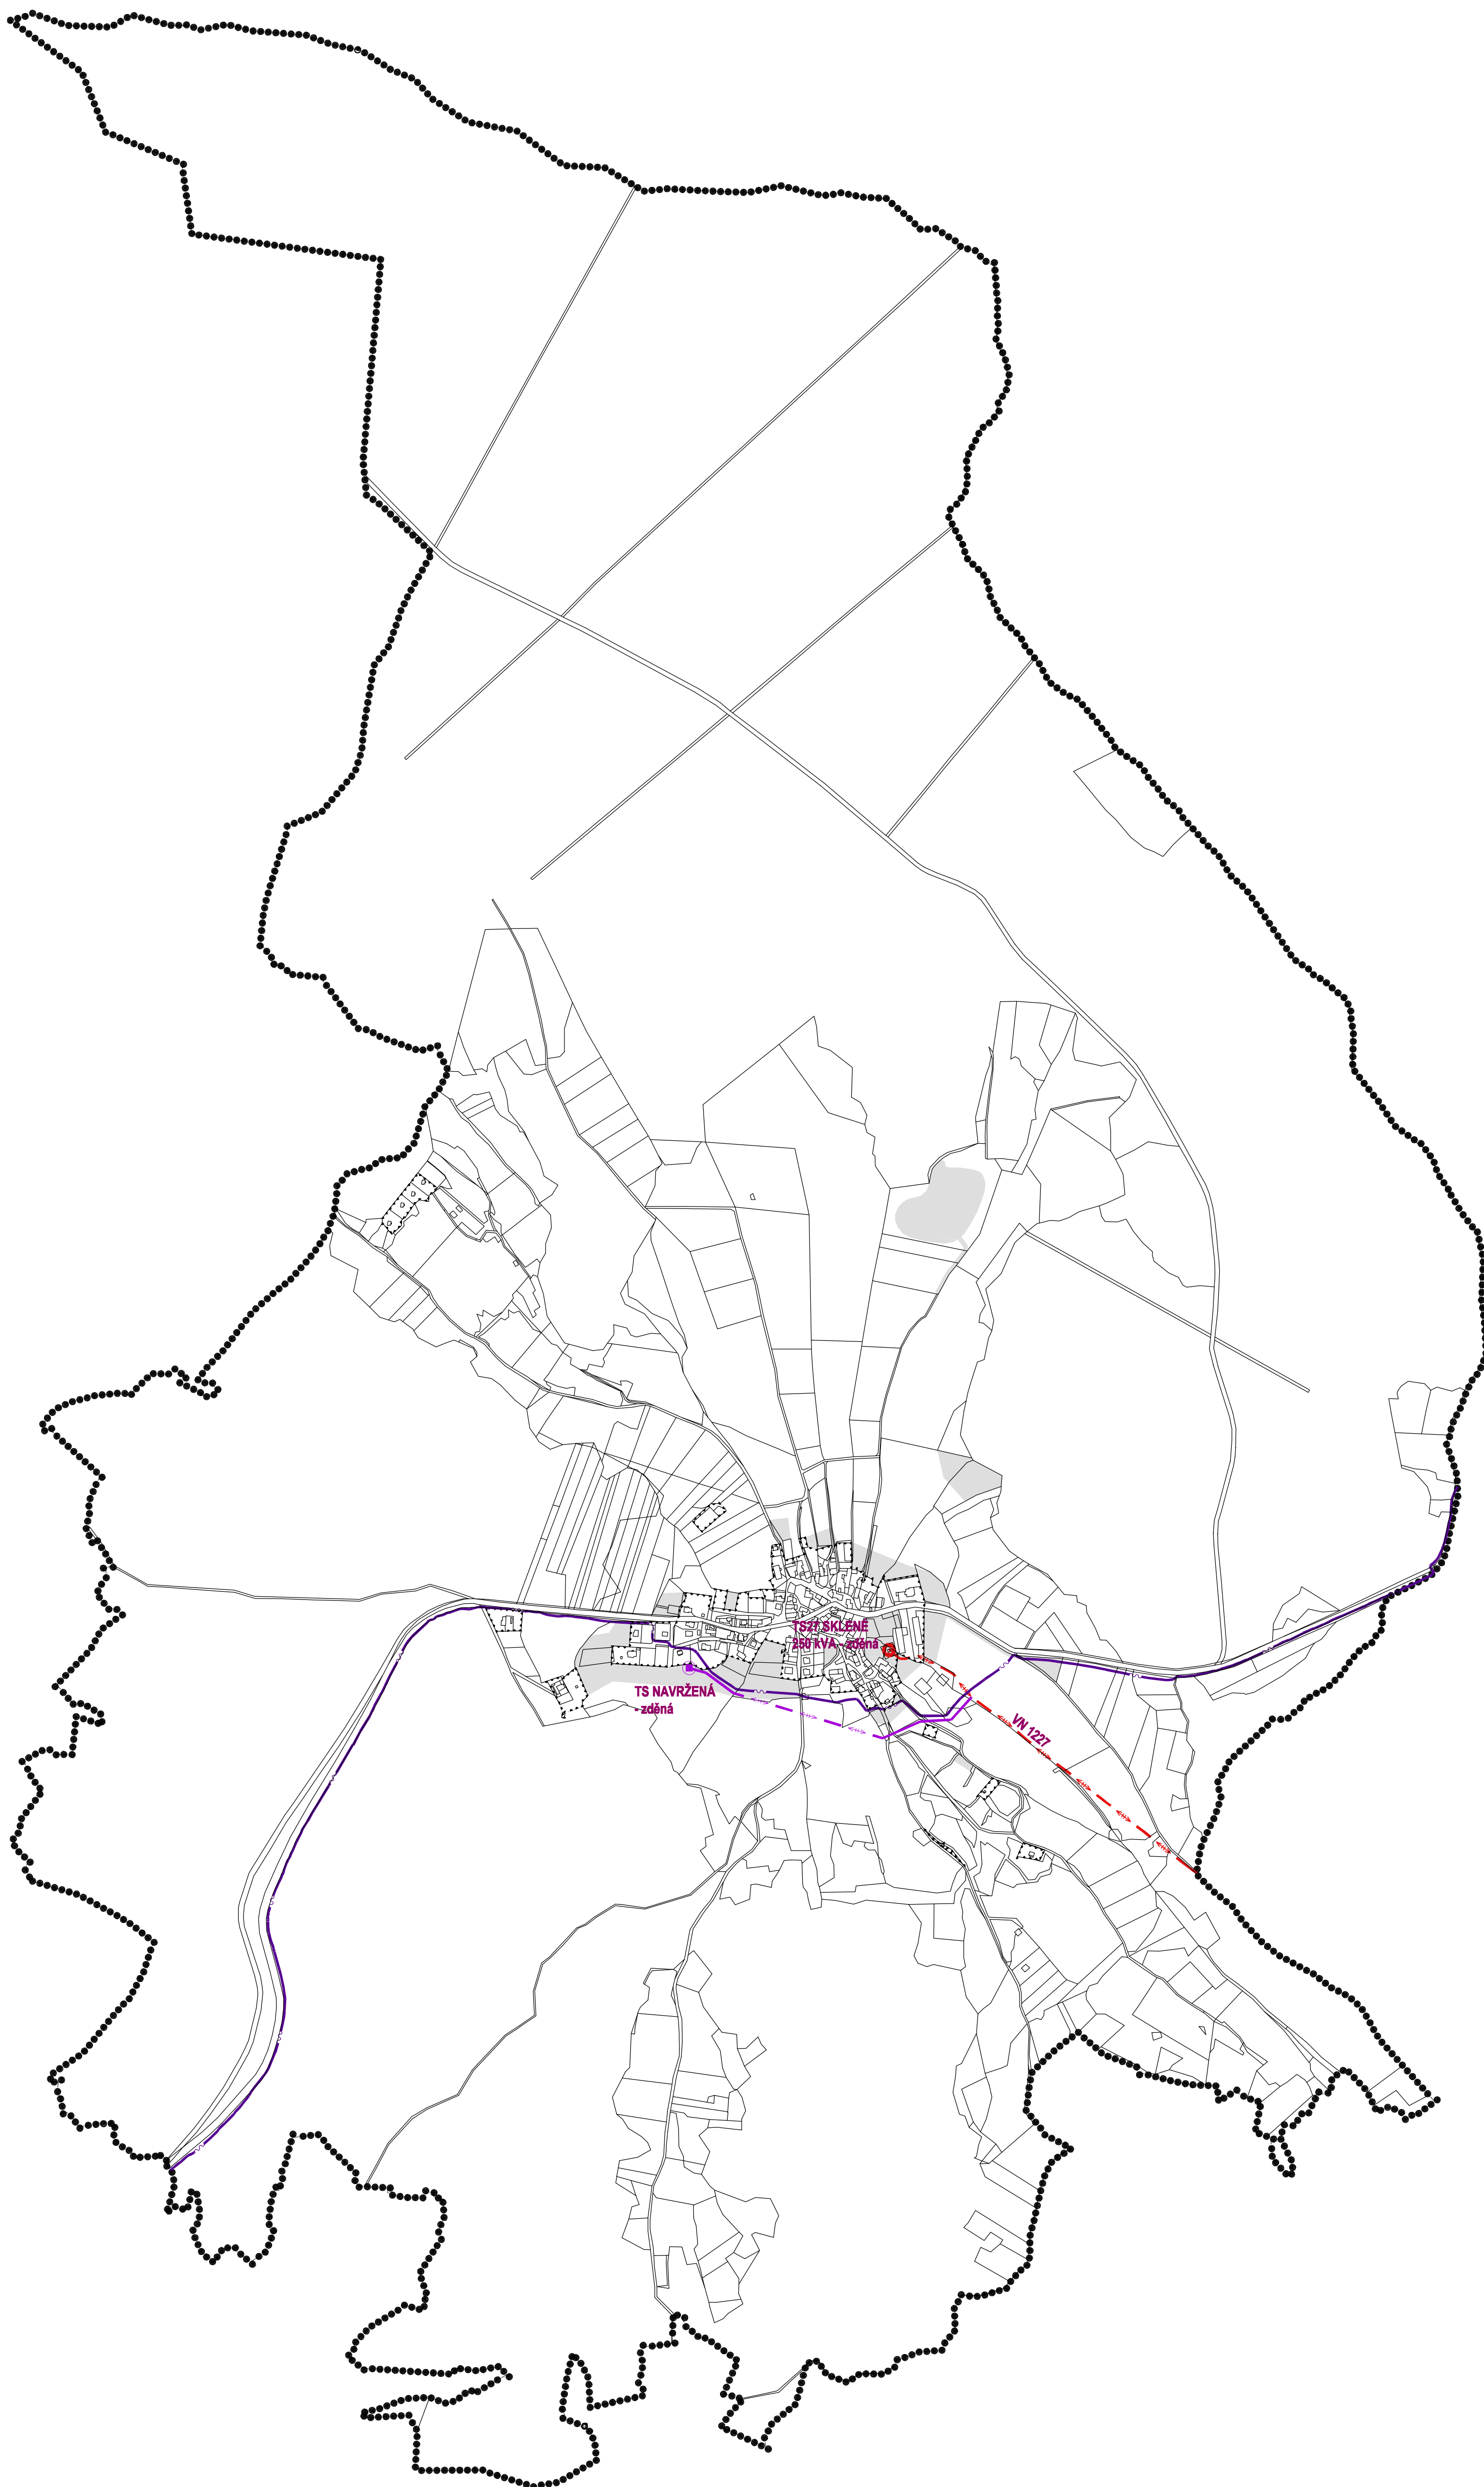 TS27 SKLENÉ
250 kVA - zděná
TS NAVRŽENÁ
- zděná
VN 1227